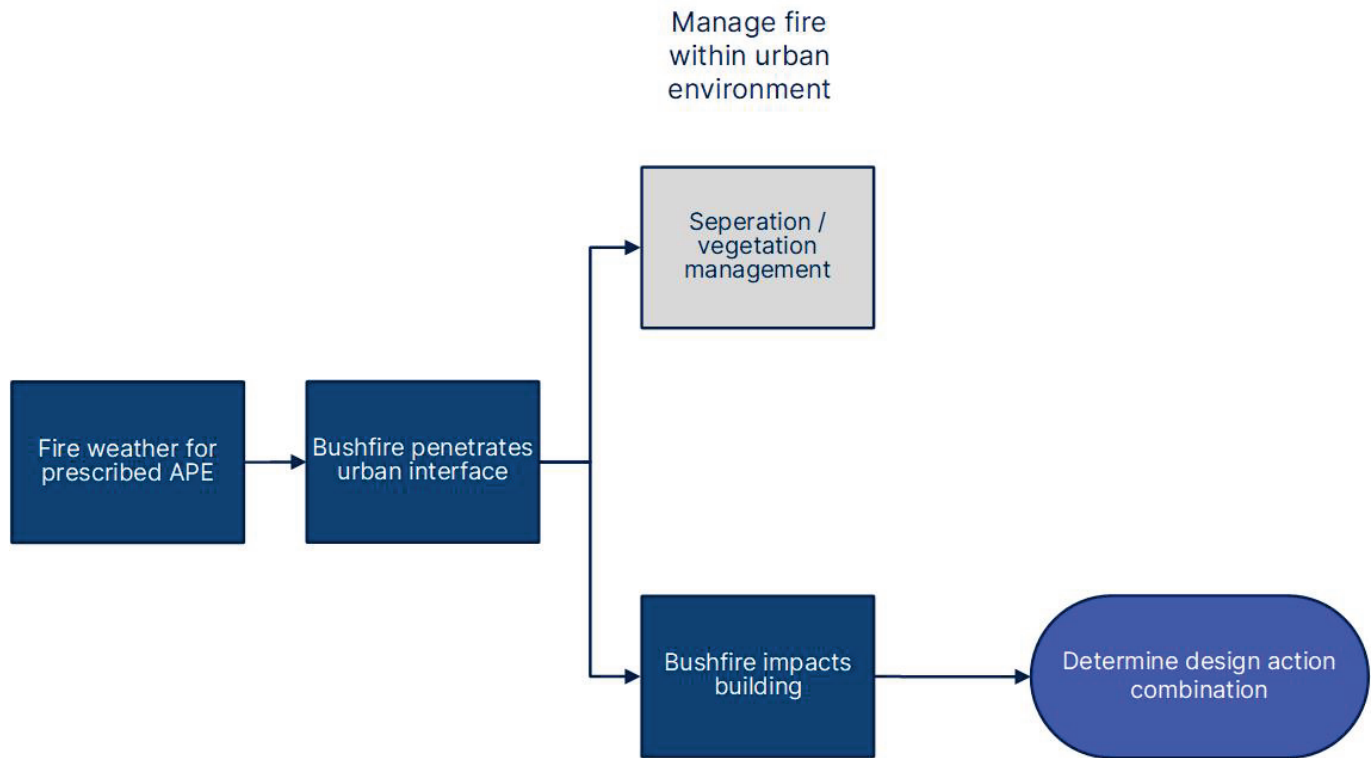 Manage fire
within urban
environment
Seperation /
vegetation
management
Fire weather for
prescribed APE
Bushfire penetrates
urban interface
Bushfire impacts
building
Determine design action
combination